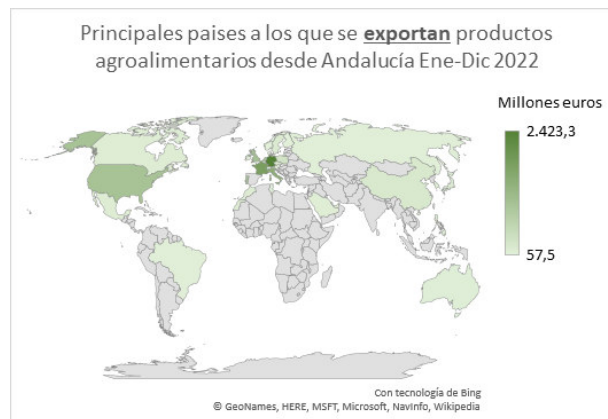 Principales paises a los que se exportan productos
agroalimentarios desde Andalucía Ene-Dic 2022
Millones euros
2.423,3
57,5
Con tecnología de Bing
© GeoNames, HERE, MSFT, Microsoft, NavInfo, Wikipedia